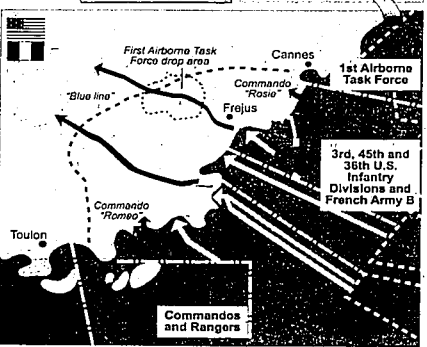 First Airborne Task
Force drop area
Cannes
1st Airborne
Task Force
Commando
"Rosie"
"Blue line"
Frejus
3rd, 45th and
36th U.S.
Infantry
Divisions and
French Army B
Commando
"Romeo"
Toulon
Commandos
and Rangers